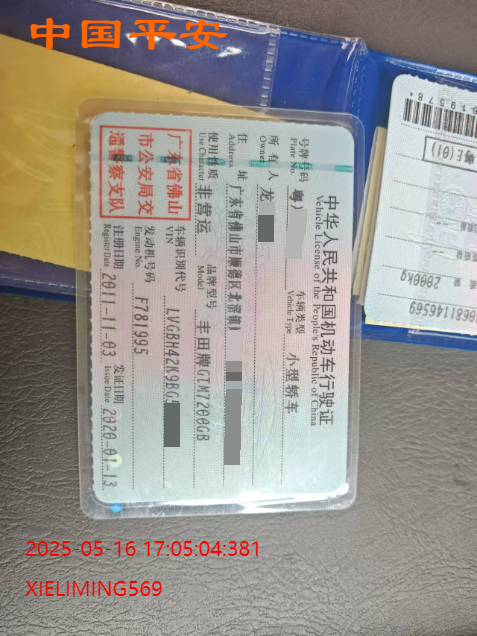 中国平安
中华人民共和国机动车行驶证
Vehicle License of the People's Republic of China
号牌号码 粤 车辆类型 小型轿车
Plate No. Vehicle Type
所有人 龙
Owner
住址 广东省佛山市顺德区北滘镇
Address
使用性质 非营运 品牌型号 丰田牌GTM7200GB
Use Character Model
广东省佛山
市公安局交
通警察支队
车辆识别代号 LVGBH42K9BG5
VIN
发动机号码 F781995
Engine No.
注册日期 2011-11-03 发证日期 2020-01-13
Register Date Issue Date
(01)
2000kg
0681146569
2025-05-16 17:05:04:381
XIELIMING569